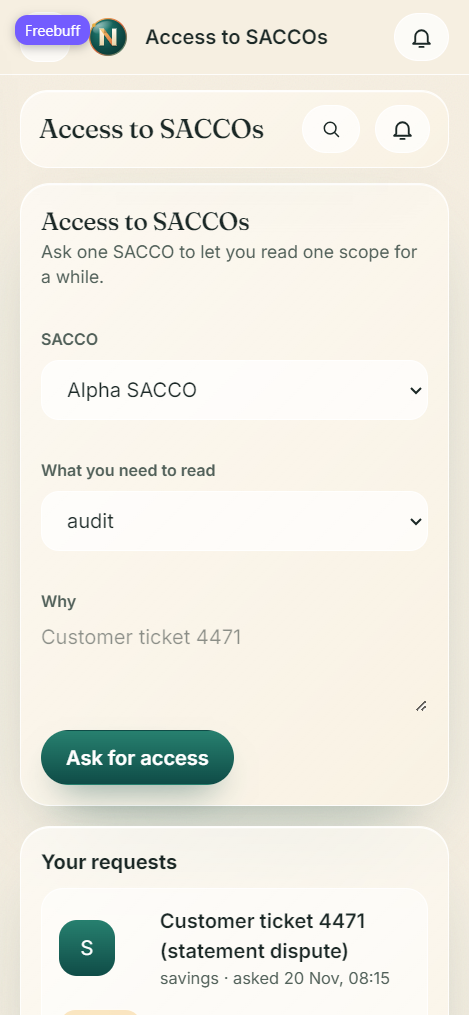 Freebuff
N
Access to SACCOs
Access to SACCOs
Access to SACCOs
Ask one SACCO to let you read one scope for
a while.
SACCO
Alpha SACCO
What you need to read
audit
Why
Customer ticket 4471
Ask for access
Your requests
S
Customer ticket 4471
(statement dispute)
savings · asked 20 Nov, 08:15